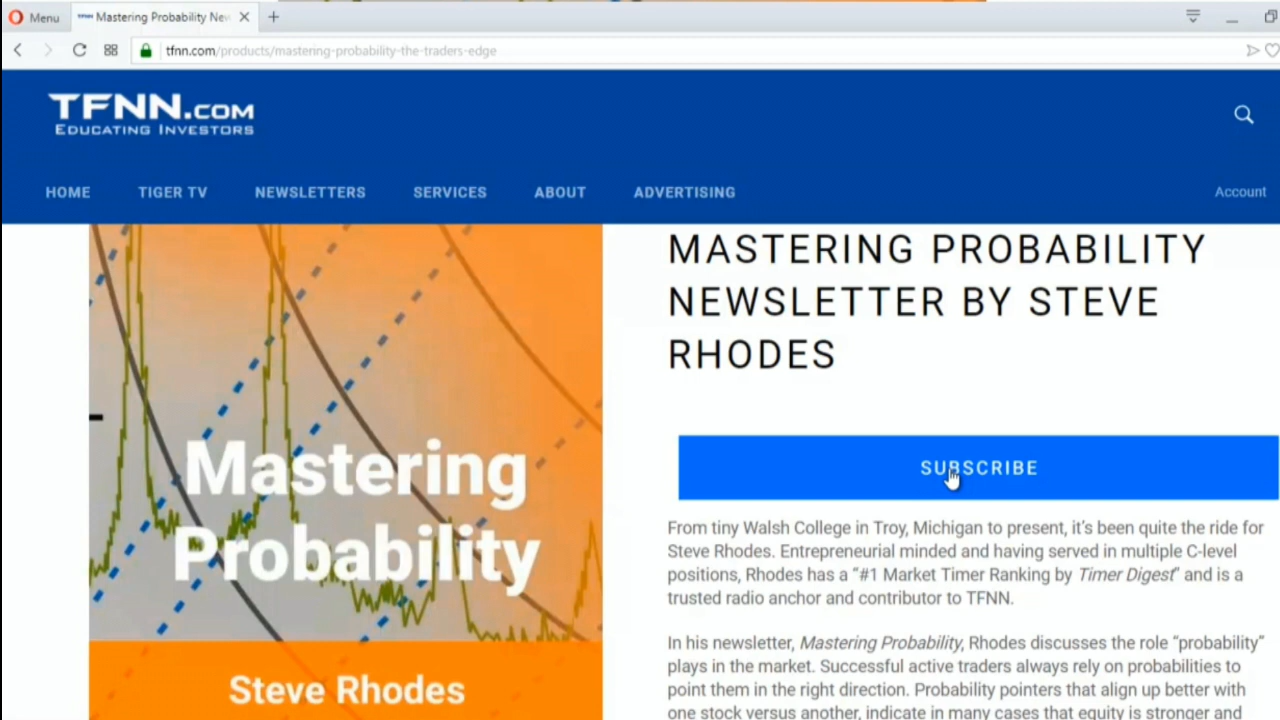 Menu
Mastering Probability New
tfnn.com/products/mastering-probability-the-traders-edge
TFNN.COM
EDUCATING INVESTORS
HOME
TIGER TV
NEWSLETTERS
SERVICES
ABOUT
ADVERTISING
Account
Mastering
Probability
Steve Rhodes
MASTERING PROBABILITY
NEWSLETTER BY STEVE
RHODES
SUBSCRIBE
From tiny Walsh College in Troy, Michigan to present, it’s been quite the ride for
Steve Rhodes. Entrepreneurial minded and having served in multiple C-level
positions, Rhodes has a “#1 Market Timer Ranking by Timer Digest” and is a
trusted radio anchor and contributor to TFNN.
In his newsletter, Mastering Probability, Rhodes discusses the role “probability”
plays in the market. Successful active traders always rely on probabilities to
point them in the right direction. Probability pointers that align up better with
one stock versus another, indicate in many cases that equity is stronger and